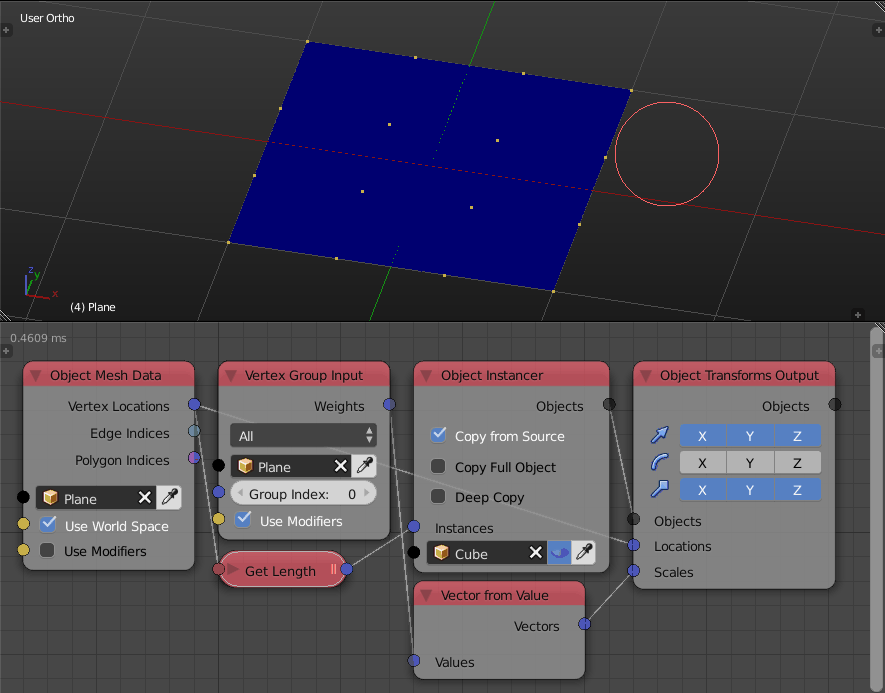 User Ortho
z
y
x
(4) Plane
0.4609 ms
Object Mesh Data
Vertex Locations
Edge Indices
Polygon Indices
Plane
Use World Space
Use Modifiers
Vertex Group Input
Weights
All
Plane
Group Index: 0
Use Modifiers
Get Length
Object Instancer
Objects
Copy from Source
Copy Full Object
Deep Copy
Instances
Cube
Vector from Value
Vectors
Values
Object Transforms Output
Objects
X Y Z
X Y Z
X Y Z
Objects
Locations
Scales